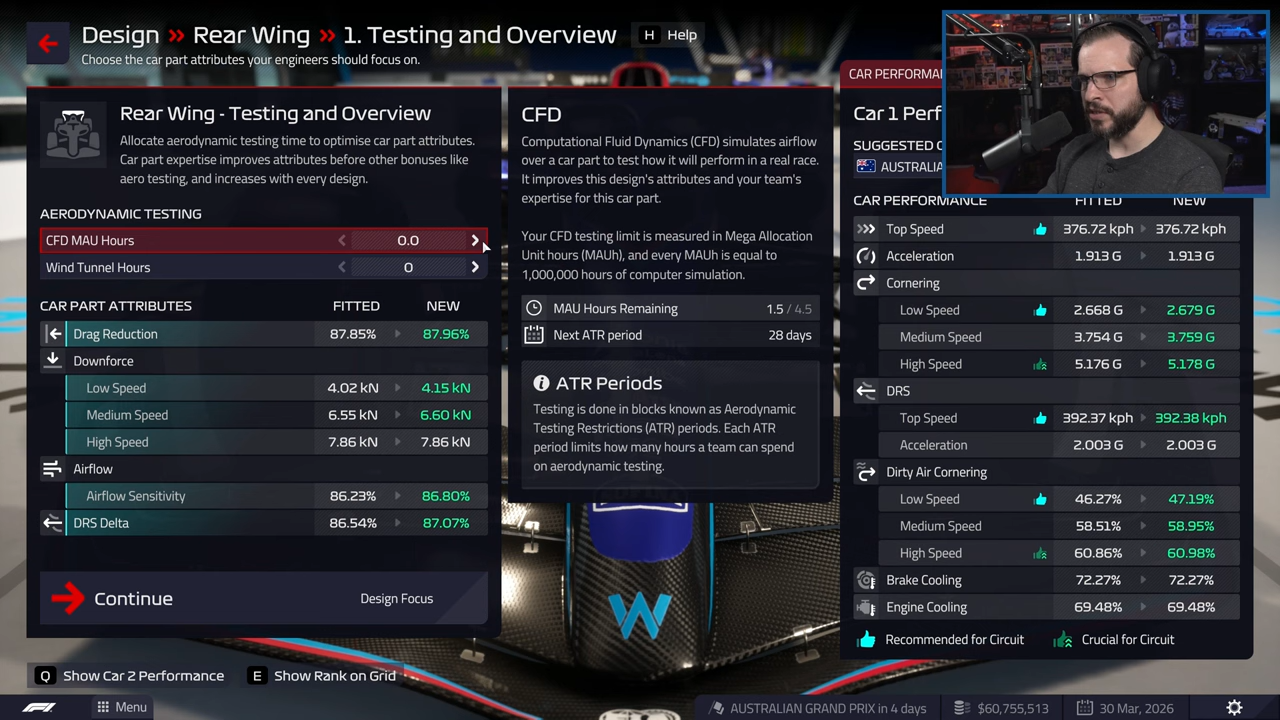 Design » Rear Wing » 1. Testing and Overview
H Help
Choose the car part attributes your engineers should focus on.
Rear Wing - Testing and Overview
Allocate aerodynamic testing time to optimise car part attributes.
Car part expertise improves attributes before other bonuses like
aero testing, and increases with every design.
AERODYNAMIC TESTING
CFD MAU Hours 0.0
Wind Tunnel Hours 0
CAR PART ATTRIBUTES FITTED NEW
Drag Reduction 87.85% 87.96%
Downforce
Low Speed 4.02 kN 4.15 kN
Medium Speed 6.55 kN 6.60 kN
High Speed 7.86 kN 7.86 kN
Airflow
Airflow Sensitivity 86.23% 86.80%
DRS Delta 86.54% 87.07%
Continue Design Focus
CFD
Computational Fluid Dynamics (CFD) simulates airflow
over a car part to test how it will perform in a real race.
It improves this design's attributes and your team's
expertise for this car part.
Your CFD testing limit is measured in Mega Allocation
Unit hours (MAUh), and every MAUh is equal to
1,000,000 hours of computer simulation.
MAU Hours Remaining 1.5 / 4.5
Next ATR period 28 days
ATR Periods
Testing is done in blocks known as Aerodynamic
Testing Restrictions (ATR) periods. Each ATR
period limits how many hours a team can spend
on aerodynamic testing.
CAR PERFORMA
Car 1 Perf
SUGGESTED
AUSTRALIA
CAR PERFORMANCE FITTED NEW
Top Speed 376.72 kph 376.72 kph
Acceleration 1.913 G 1.913 G
Cornering
Low Speed 2.668 G 2.679 G
Medium Speed 3.754 G 3.759 G
High Speed 5.176 G 5.178 G
DRS
Top Speed 392.37 kph 392.38 kph
Acceleration 2.003 G 2.003 G
Dirty Air Cornering
Low Speed 46.27% 47.19%
Medium Speed 58.51% 58.95%
High Speed 60.86% 60.98%
Brake Cooling 72.27% 72.27%
Engine Cooling 69.48% 69.48%
Recommended for Circuit Crucial for Circuit
Q Show Car 2 Performance E Show Rank on Grid
Menu AUSTRALIAN GRAND PRIX in 4 days $60,755,513 30 Mar, 2026